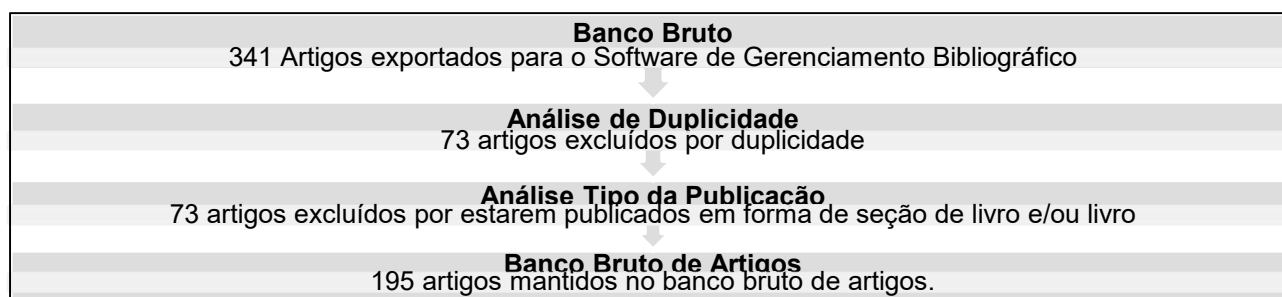 Banco Bruto
341 Artigos exportados para o Software de Gerenciamento Bibliográfico
Análise de Duplicidade
73 artigos excluídos por duplicidade
Análise Tipo da Publicação
73 artigos excluídos por estarem publicados em forma de seção de livro e/ou livro
Banco Bruto de Artigos
195 artigos mantidos no banco bruto de artigos.